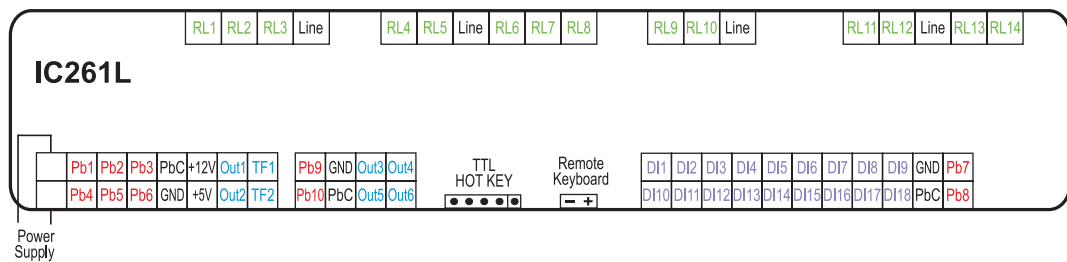 RL1 RL2 RL3 Line RL4 RL5 Line RL6 RL7 RL8 RL9 RL10 Line RL11 RL12 Line RL13 RL14
IC261L
Pb1 Pb2 Pb3 PbC +12V Out1 TF1
Pb4 Pb5 Pb6 GND +5V Out2 TF2
Pb9 GND Out3 Out4
Pb10 PbC Out5 Out6
TTL
HOT KEY
Remote
Keyboard
− +
DI1 DI2 DI3 DI4 DI5 DI6 DI7 DI8 DI9 GND Pb7
DI10 DI11 DI12 DI13 DI14 DI15 DI16 DI17 DI18 PbC Pb8
Power
Supply